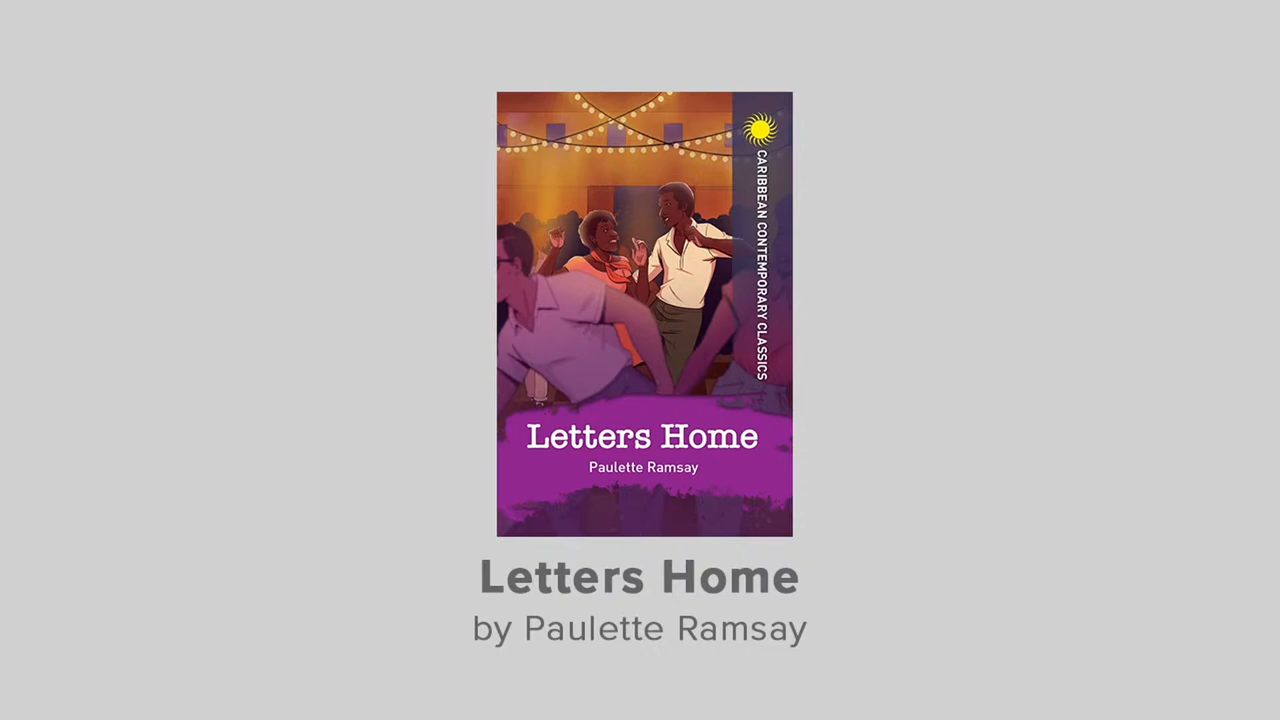 CARIBBEAN CONTEMPORARY CLASSICS
Letters Home
Paulette Ramsay
Letters Home
by Paulette Ramsay